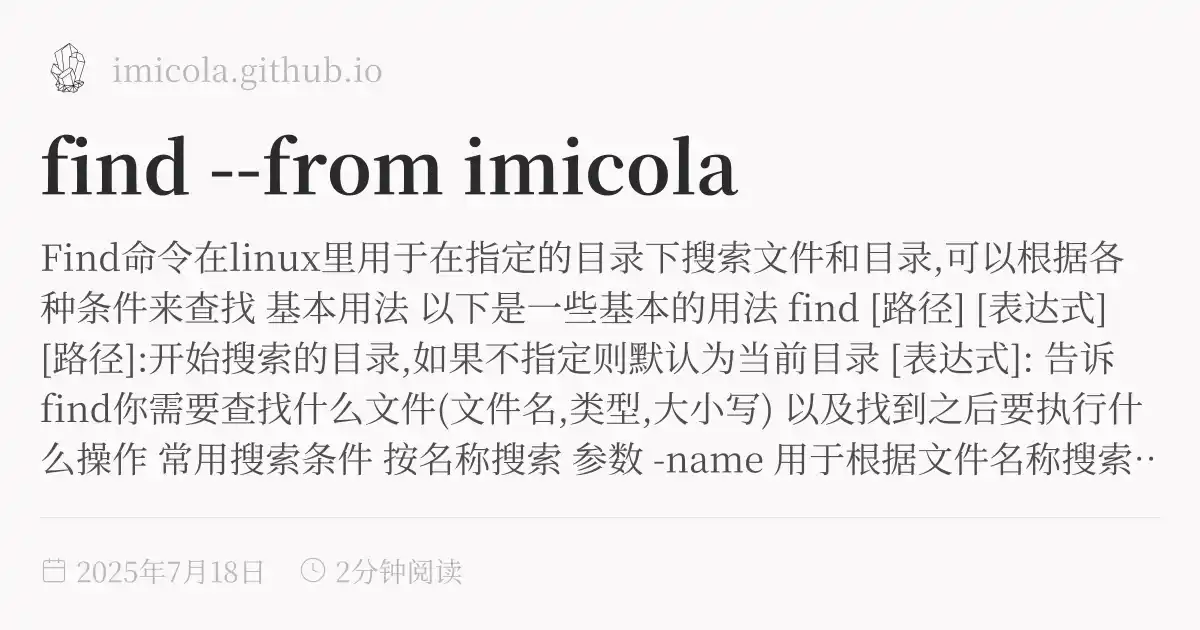 imicola.github.io
find --from imicola
Find命令在linux里用于在指定的目录下搜索文件和目录,可以根据各
种条件来查找 基本用法 以下是一些基本的用法 find [路径] [表达式]
[路径]:开始搜索的目录,如果不指定则默认为当前目录 [表达式]: 告诉
find你需要查找什么文件(文件名,类型,大小写) 以及找到之后要执行什
么操作 常用搜索条件 按名称搜索 参数 -name 用于根据文件名称搜索··
2025年7月18日
2分钟阅读